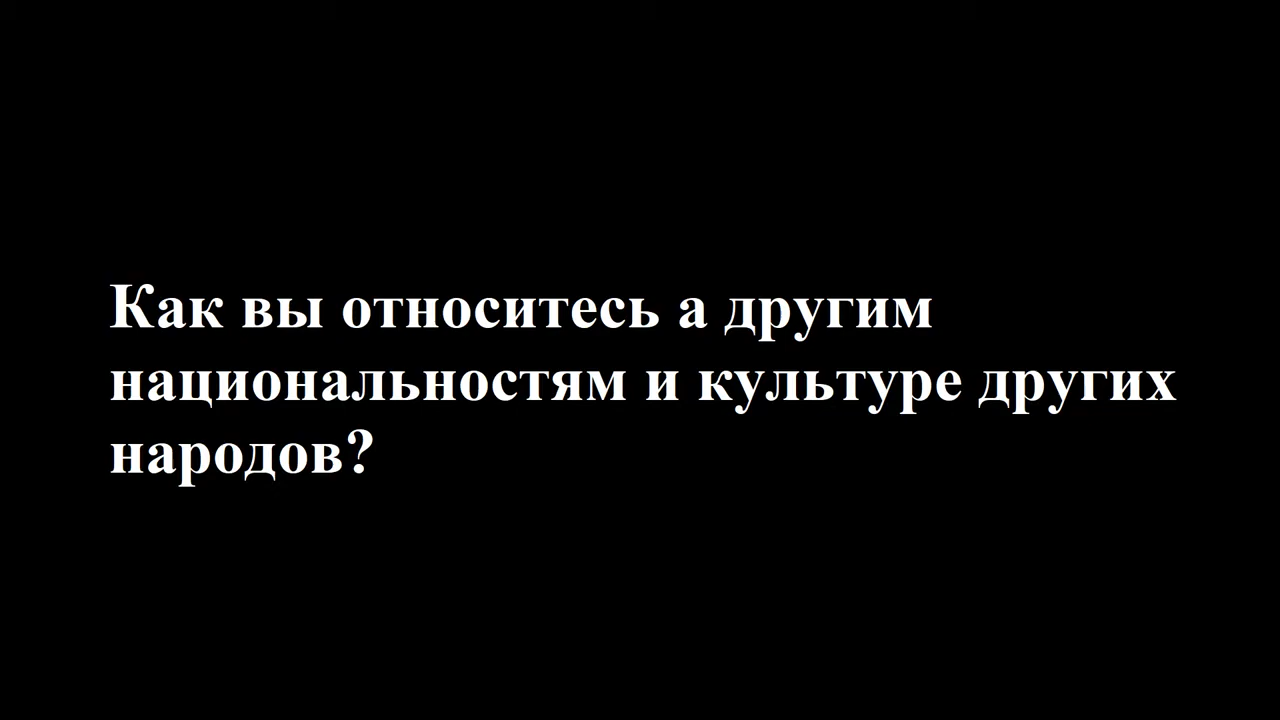 Как вы относитесь а другим
национальностям и культуре других
народов?